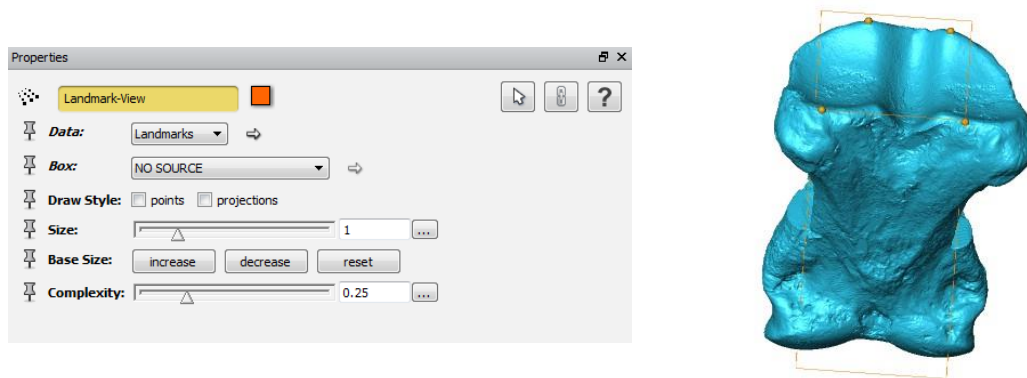 Properties
Landmark-View
?
Data: Landmarks
Box: NO SOURCE
Draw Style: points projections
Size: 1 ...
Base Size: increase decrease reset
Complexity: 0.25 ...